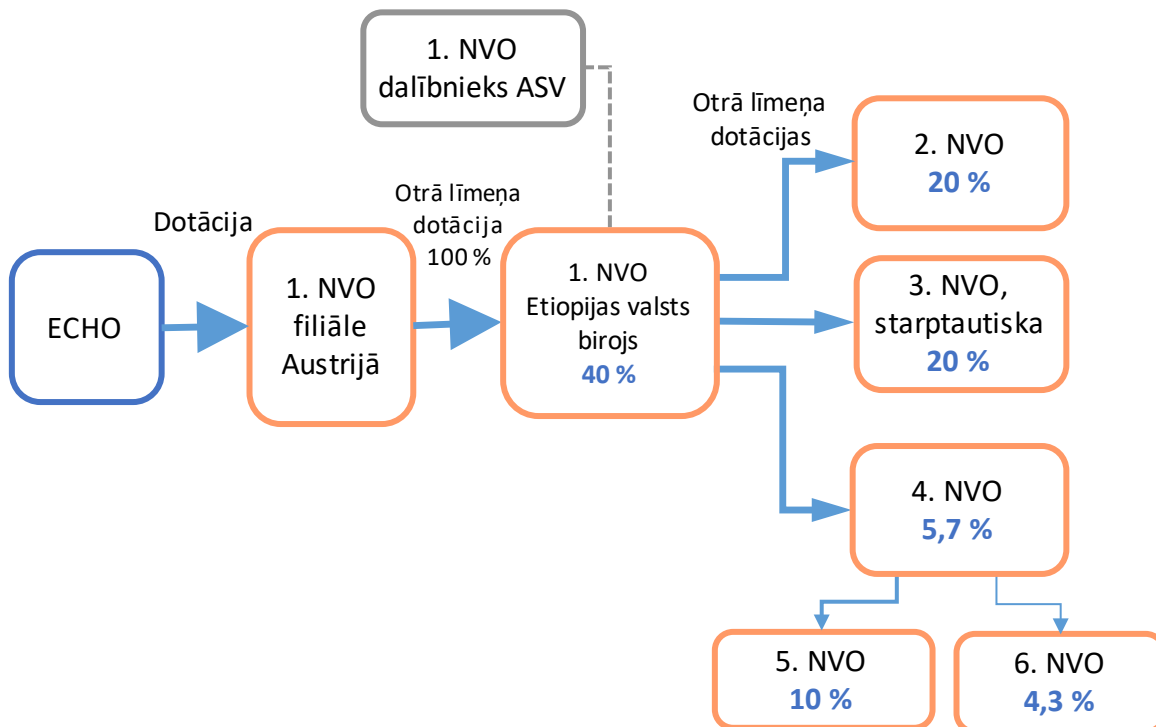 1. NVO
dalībnieks ASV
Otrā līmeņa
dotācijas
2. NVO
20 %
Dotācija
Otrā līmeņa
dotācija
100 %
ECHO
1. NVO
filiāle
Austrijā
1. NVO
Etiopijas valsts
birojs
40 %
3. NVO,
starptautiska
20 %
4. NVO
5,7 %
5. NVO
10 %
6. NVO
4,3 %